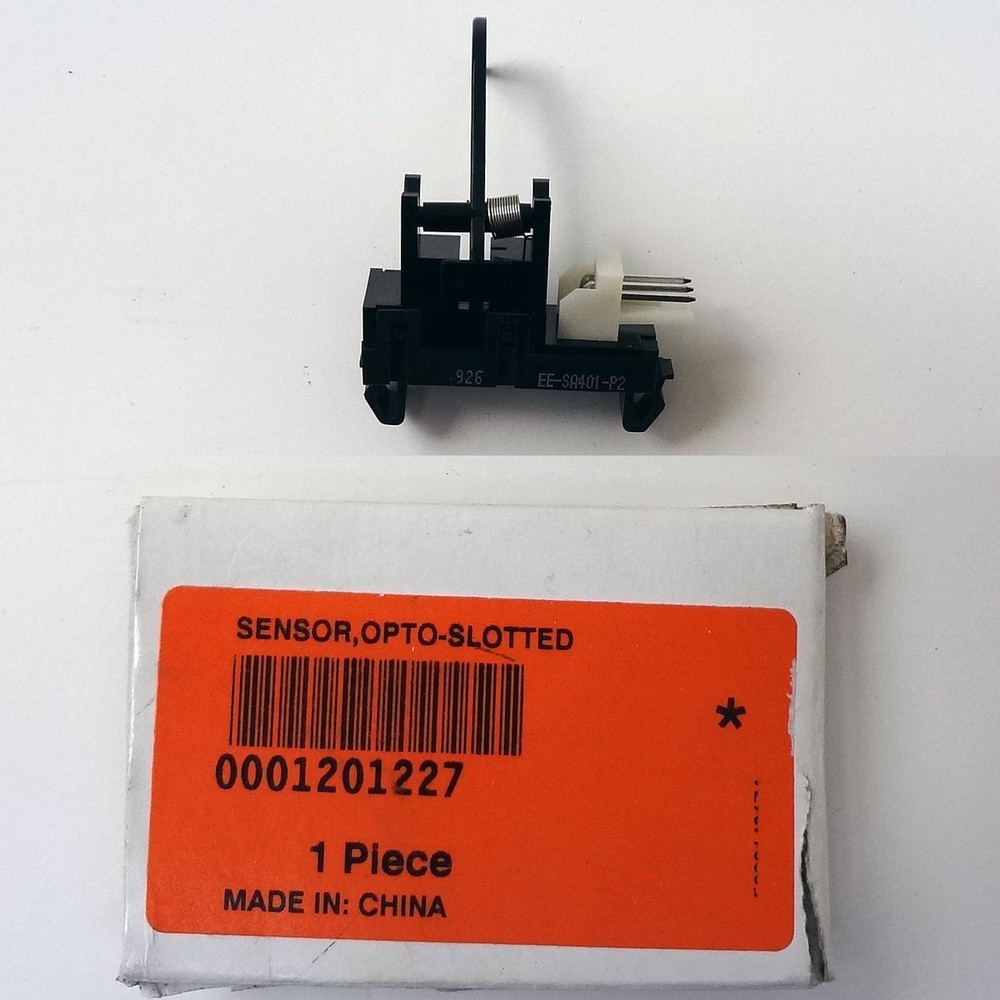 926
EE-SA401-P2
SENSOR,OPTO-SLOTTED
0001201227
*
1 Piece
MADE IN: CHINA